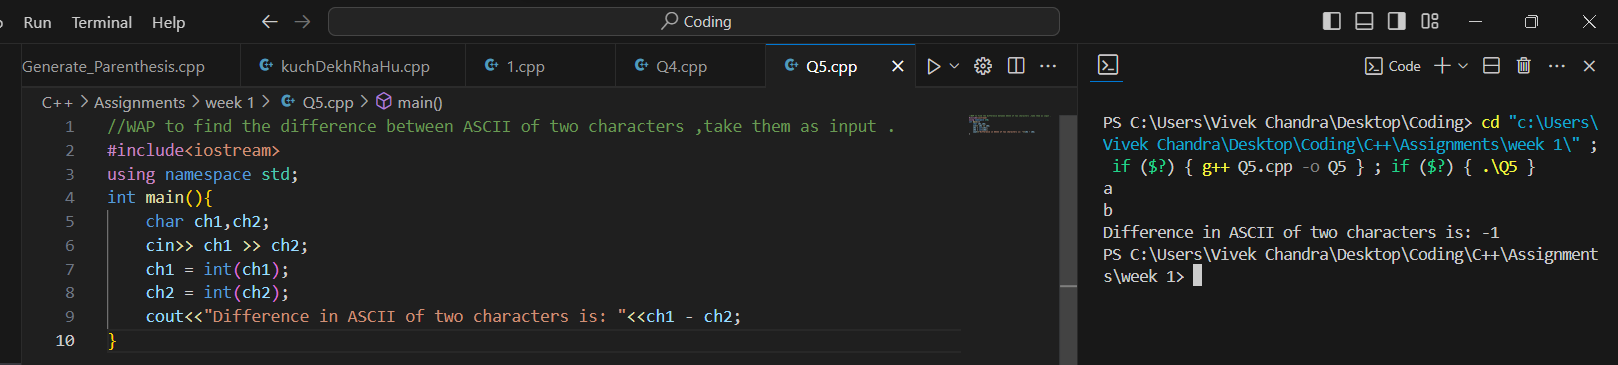 Run Terminal Help Coding
Generate_Parenthesis.cpp kuchDekhRhaHu.cpp 1.cpp Q4.cpp Q5.cpp Code
C++ > Assignments > week 1 > Q5.cpp > main()
1 //WAP to find the difference between ASCII of two characters ,take them as input .
2 #include<iostream>
3 using namespace std;
4 int main(){
5 char ch1,ch2;
6 cin>> ch1 >> ch2;
7 ch1 = int(ch1);
8 ch2 = int(ch2);
9 cout<<"Difference in ASCII of two characters is: "<<ch1 - ch2;
10 }
PS C:\Users\Vivek Chandra\Desktop\Coding> cd "c:\Users\
Vivek Chandra\Desktop\Coding\C++\Assignments\week 1\" ;
if ($?) { g++ Q5.cpp -o Q5 } ; if ($?) { .\Q5 }
a
b
Difference in ASCII of two characters is: -1
PS C:\Users\Vivek Chandra\Desktop\Coding\C++\Assignment
s\week 1>